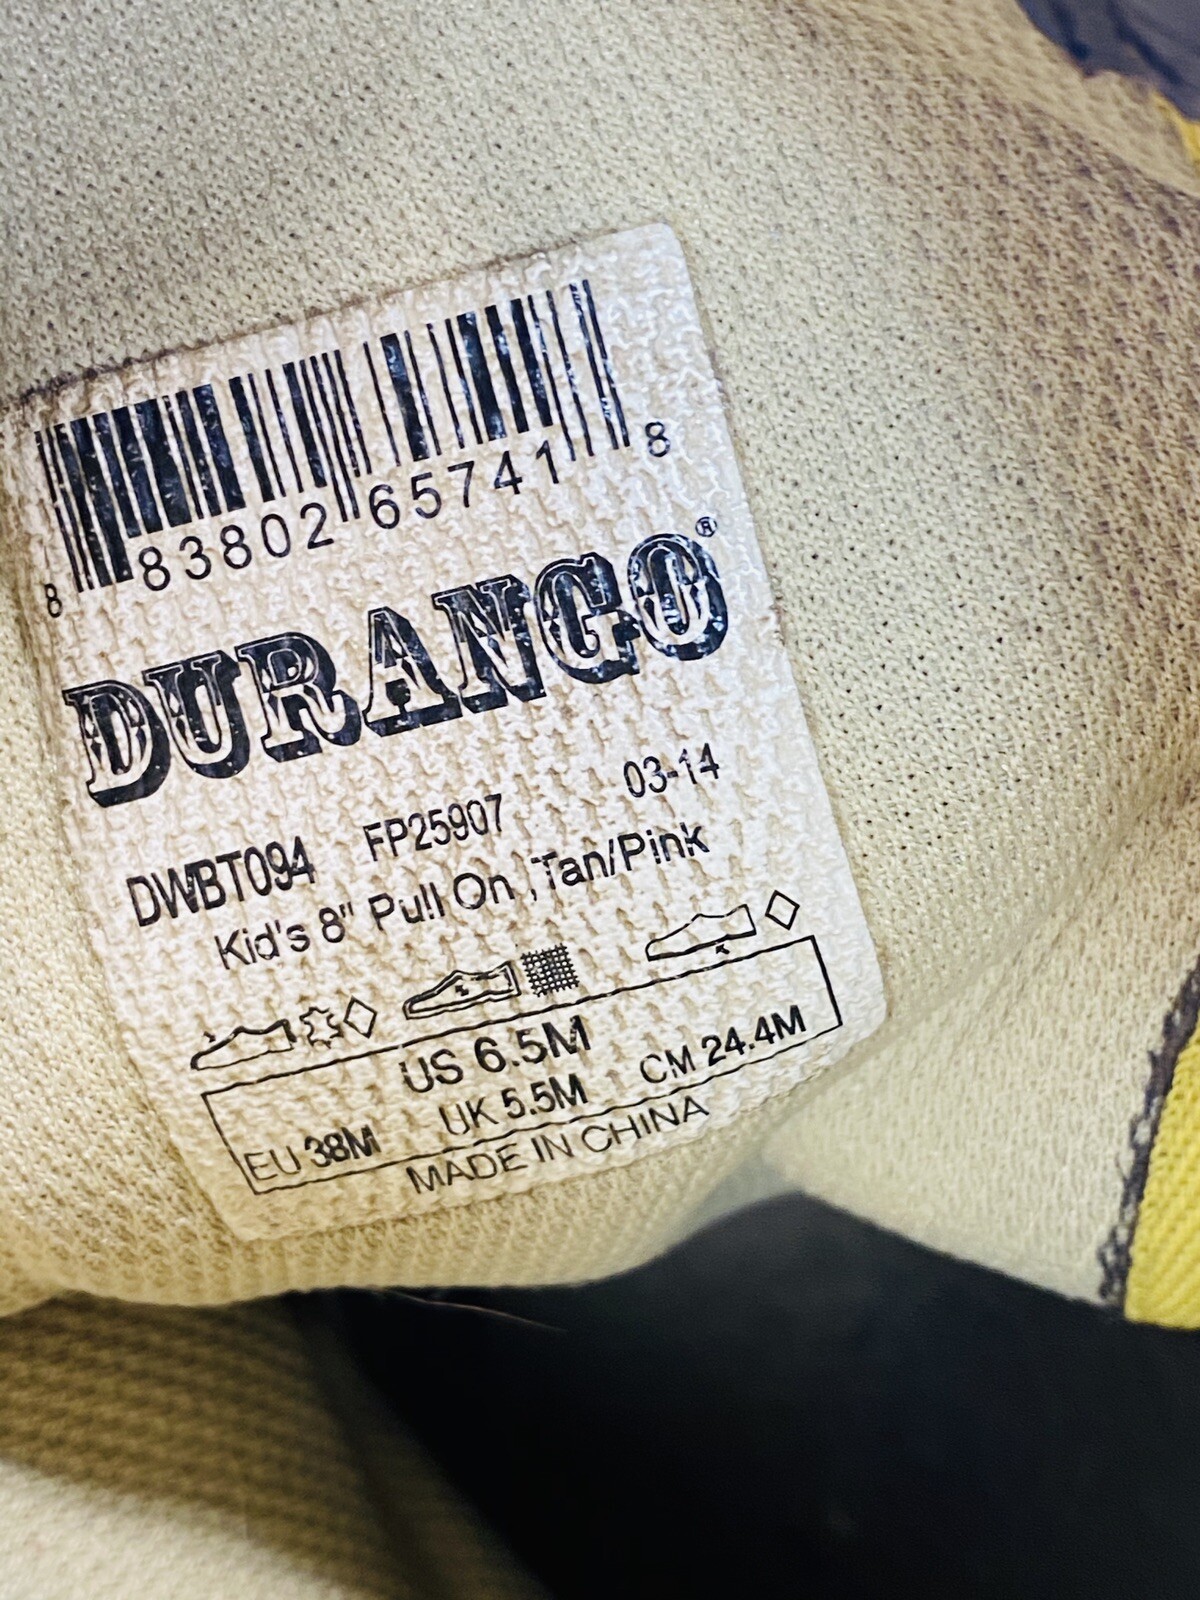 8 83802 65741 8
DURANGO®
DWBT094 FP25907 03-14
Kid's 8" Pull On ,Tan/Pink
US 6.5M
EU 38M UK 5.5M CM 24.4M
MADE IN CHINA